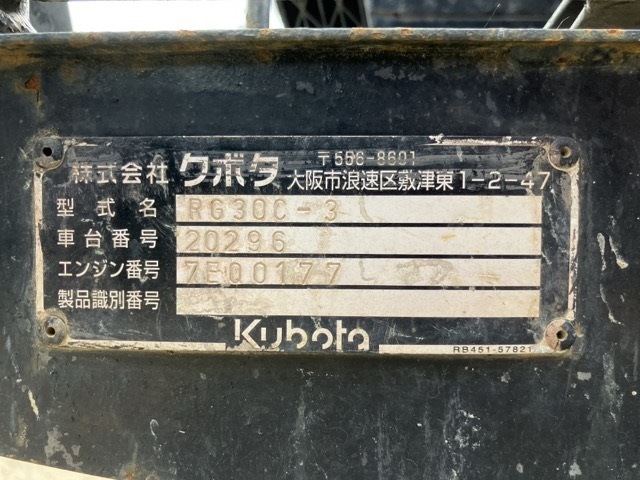 〒556-8601
株式会社 クボタ 大阪市浪速区敷津東1-2-47
型式名 RG30C-3
車台番号 20296
エンジン番号 7EQ0177
製品識別番号
Kubota
RB451-57821